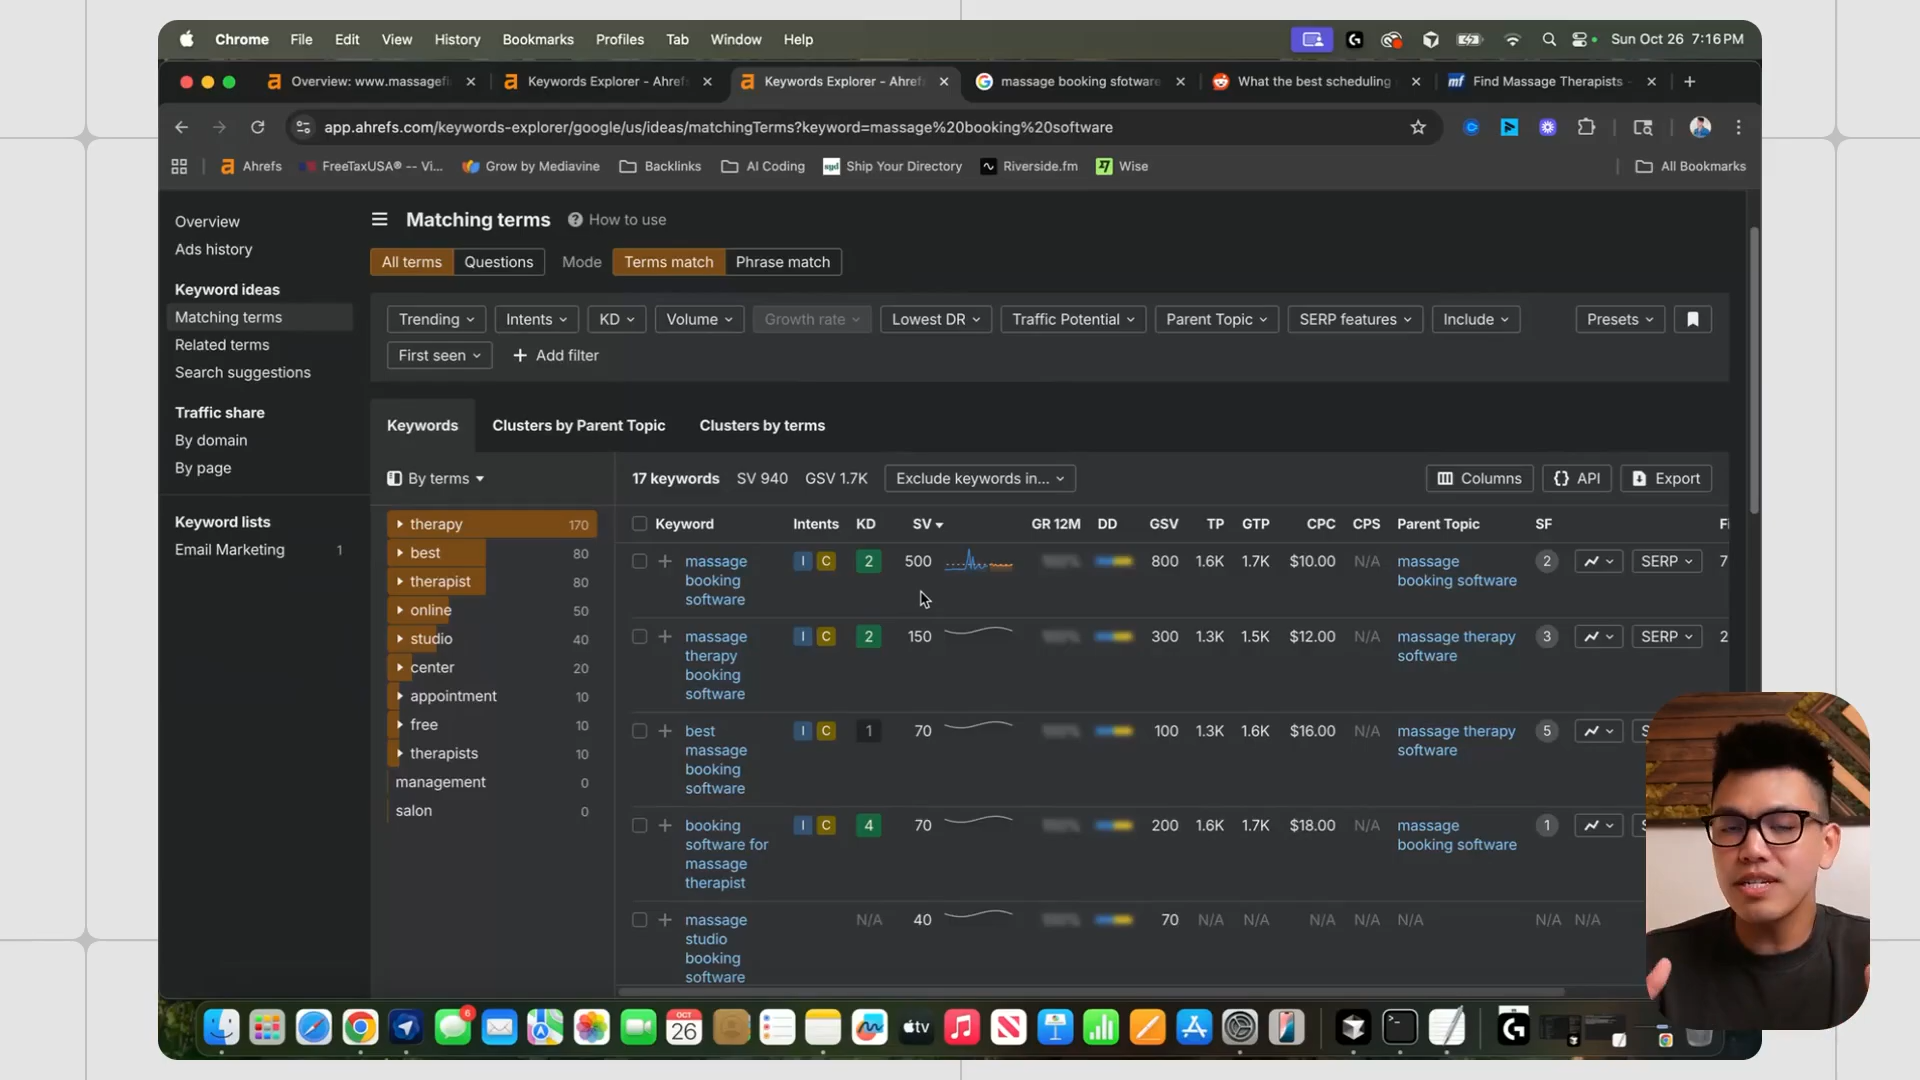 Chrome File Edit View History Bookmarks Profiles Tab Window Help Sun Oct 26 7:16 PM
Overview: www.massagefi Keywords Explorer - Ahref Keywords Explorer - Ahref massage booking sfotware What the best scheduling mf Find Massage Therapists -
app.ahrefs.com/keywords-explorer/google/us/ideas/matchingTerms?keyword=massage%20booking%20software
Ahrefs FreeTaxUSA® -- Vi... Grow by Mediavine Backlinks AI Coding syd Ship Your Directory Riverside.fm Wise All Bookmarks
Overview
Ads history
Keyword ideas
Matching terms
Related terms
Search suggestions
Traffic share
By domain
By page
Keyword lists
Email Marketing 1
Matching terms ? How to use
All terms Questions Mode Terms match Phrase match
Trending Intents KD Volume Growth rate Lowest DR Traffic Potential Parent Topic SERP features Include Presets
First seen + Add filter
Keywords Clusters by Parent Topic Clusters by terms
By terms
therapy 170
best 80
therapist 80
online 50
studio 40
center 20
appointment 10
free 10
therapists 10
management 0
salon 0
17 keywords SV 940 GSV 1.7K Exclude keywords in... Columns {} API Export
Keyword Intents KD SV GR 12M DD GSV TP GTP CPC CPS Parent Topic SF Fi
massage booking software I C 2 500 800 1.6K 1.7K $10.00 N/A massage booking software 2 SERP 7
massage therapy booking software I C 2 150 300 1.3K 1.5K $12.00 N/A massage therapy software 3 SERP 2
best massage booking software I C 1 70 100 1.3K 1.6K $16.00 N/A massage therapy software 5 S
booking software for massage therapist I C 4 70 200 1.6K 1.7K $18.00 N/A massage booking software 1 S
massage studio booking software N/A 40 70 N/A N/A N/A N/A N/A N/A N/A
6
OCT
26
tv